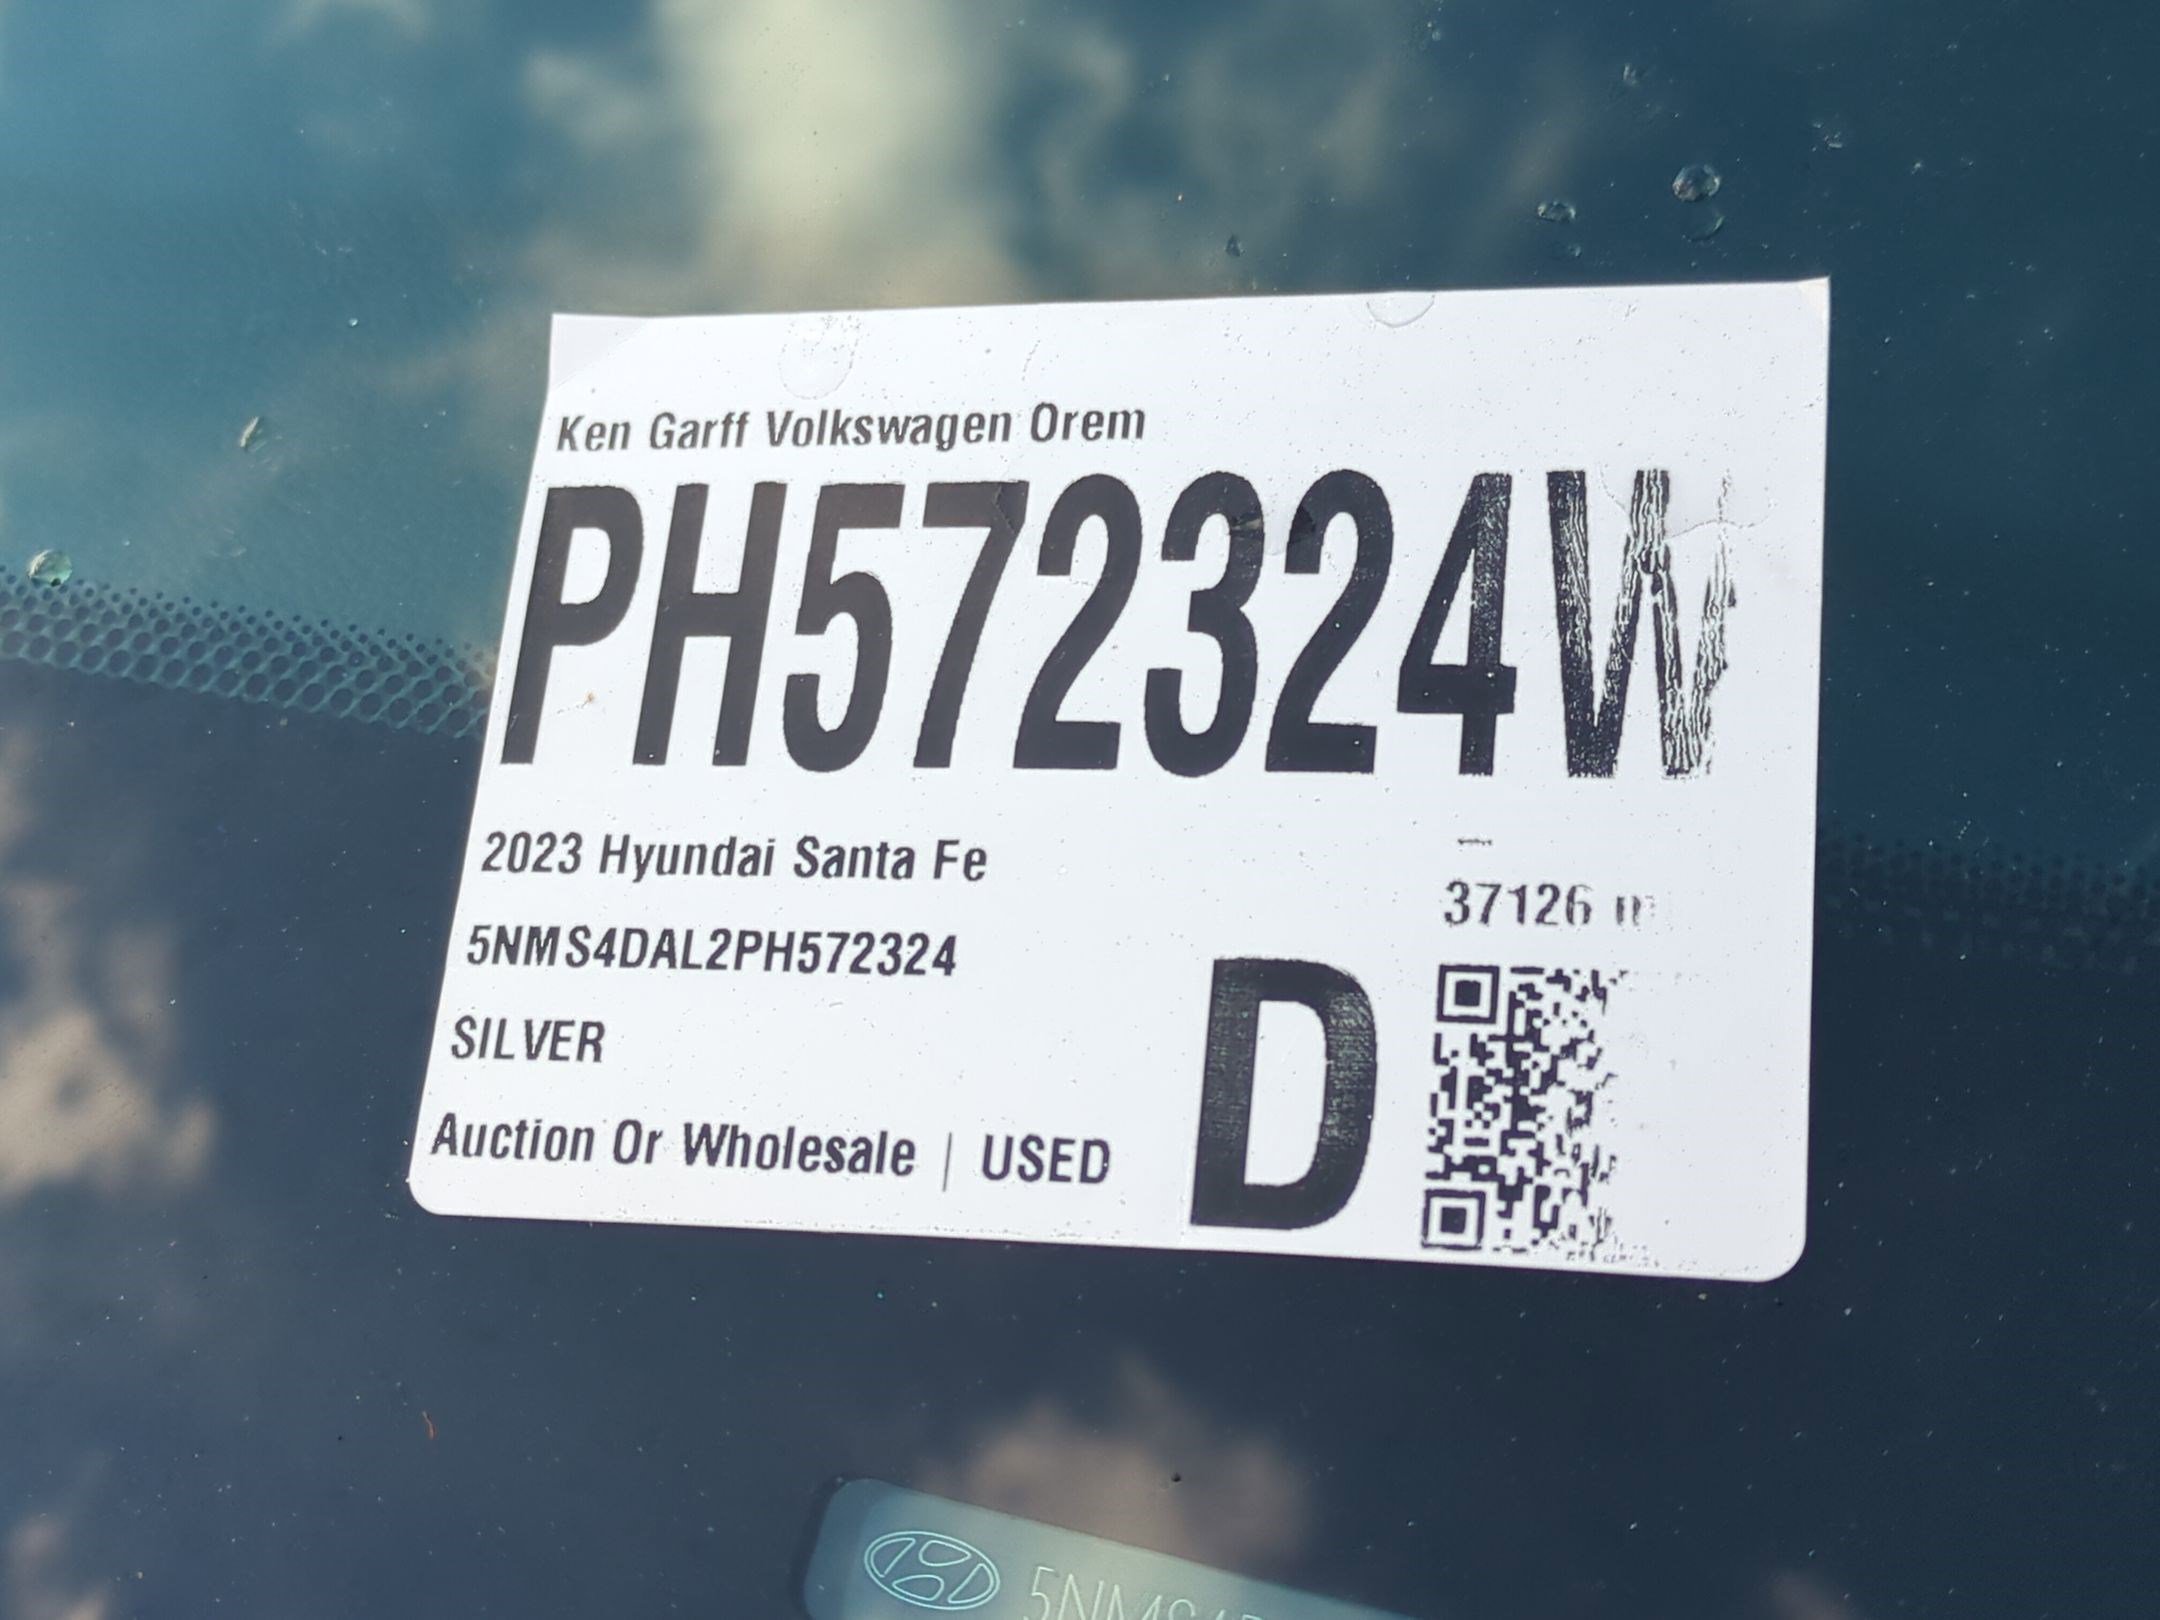 Ken Garff Volkswagen Orem
PH572324W
2023 Hyundai Santa Fe
37126
5NMS4DAL2PH572324
SILVER
D
Auction Or Wholesale | USED